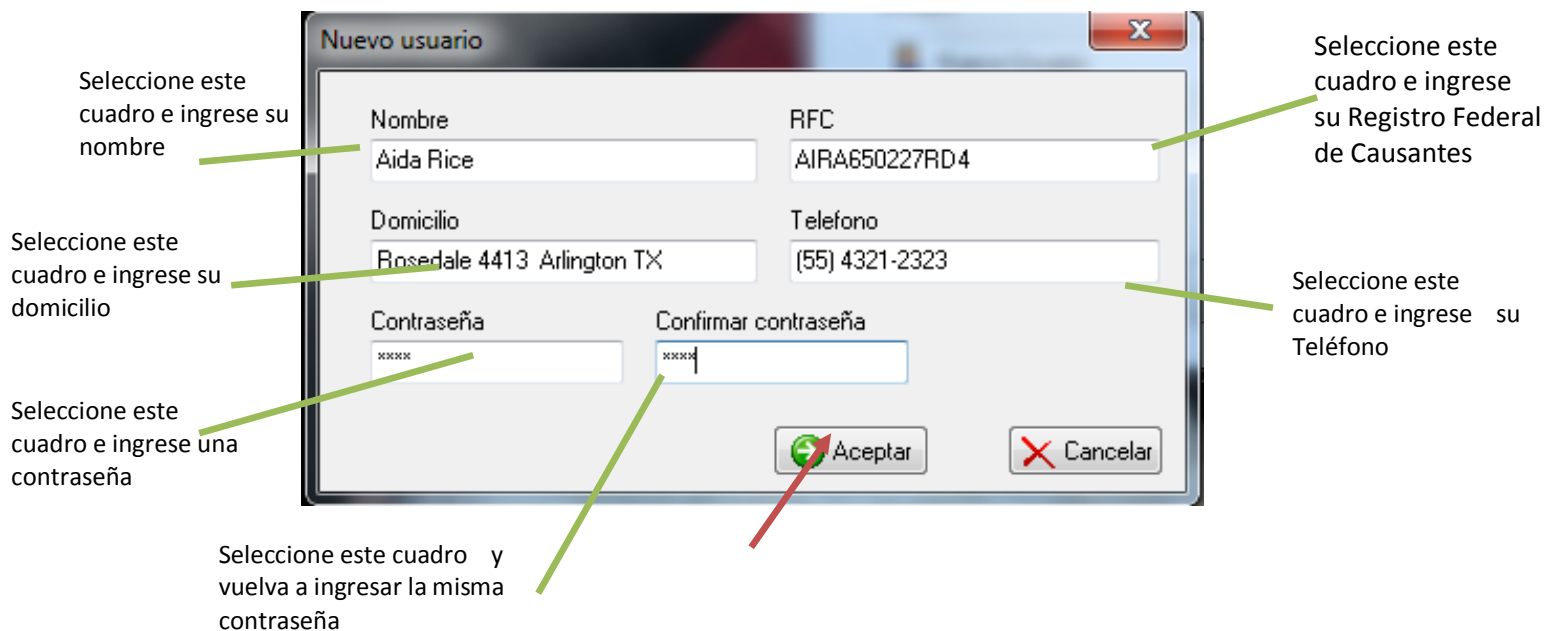 Nuevo usuario
Seleccione este
cuadro e ingrese su
nombre
Seleccione este
cuadro e ingrese
su Registro Federal
de Causantes
Nombre
RFC
Aida Rice
AIRA650227RD4
Domicilio
Telefono
Rosedale 4413 Arlington TX
(55) 4321-2323
Seleccione este
cuadro e ingrese su
domicilio
Seleccione este
cuadro e ingrese su
Teléfono
Contraseña
Confirmar contraseña
****
****
Seleccione este
cuadro e ingrese una
contraseña
Aceptar
Cancelar
Seleccione este cuadro y
vuelva a ingresar la misma
contraseña